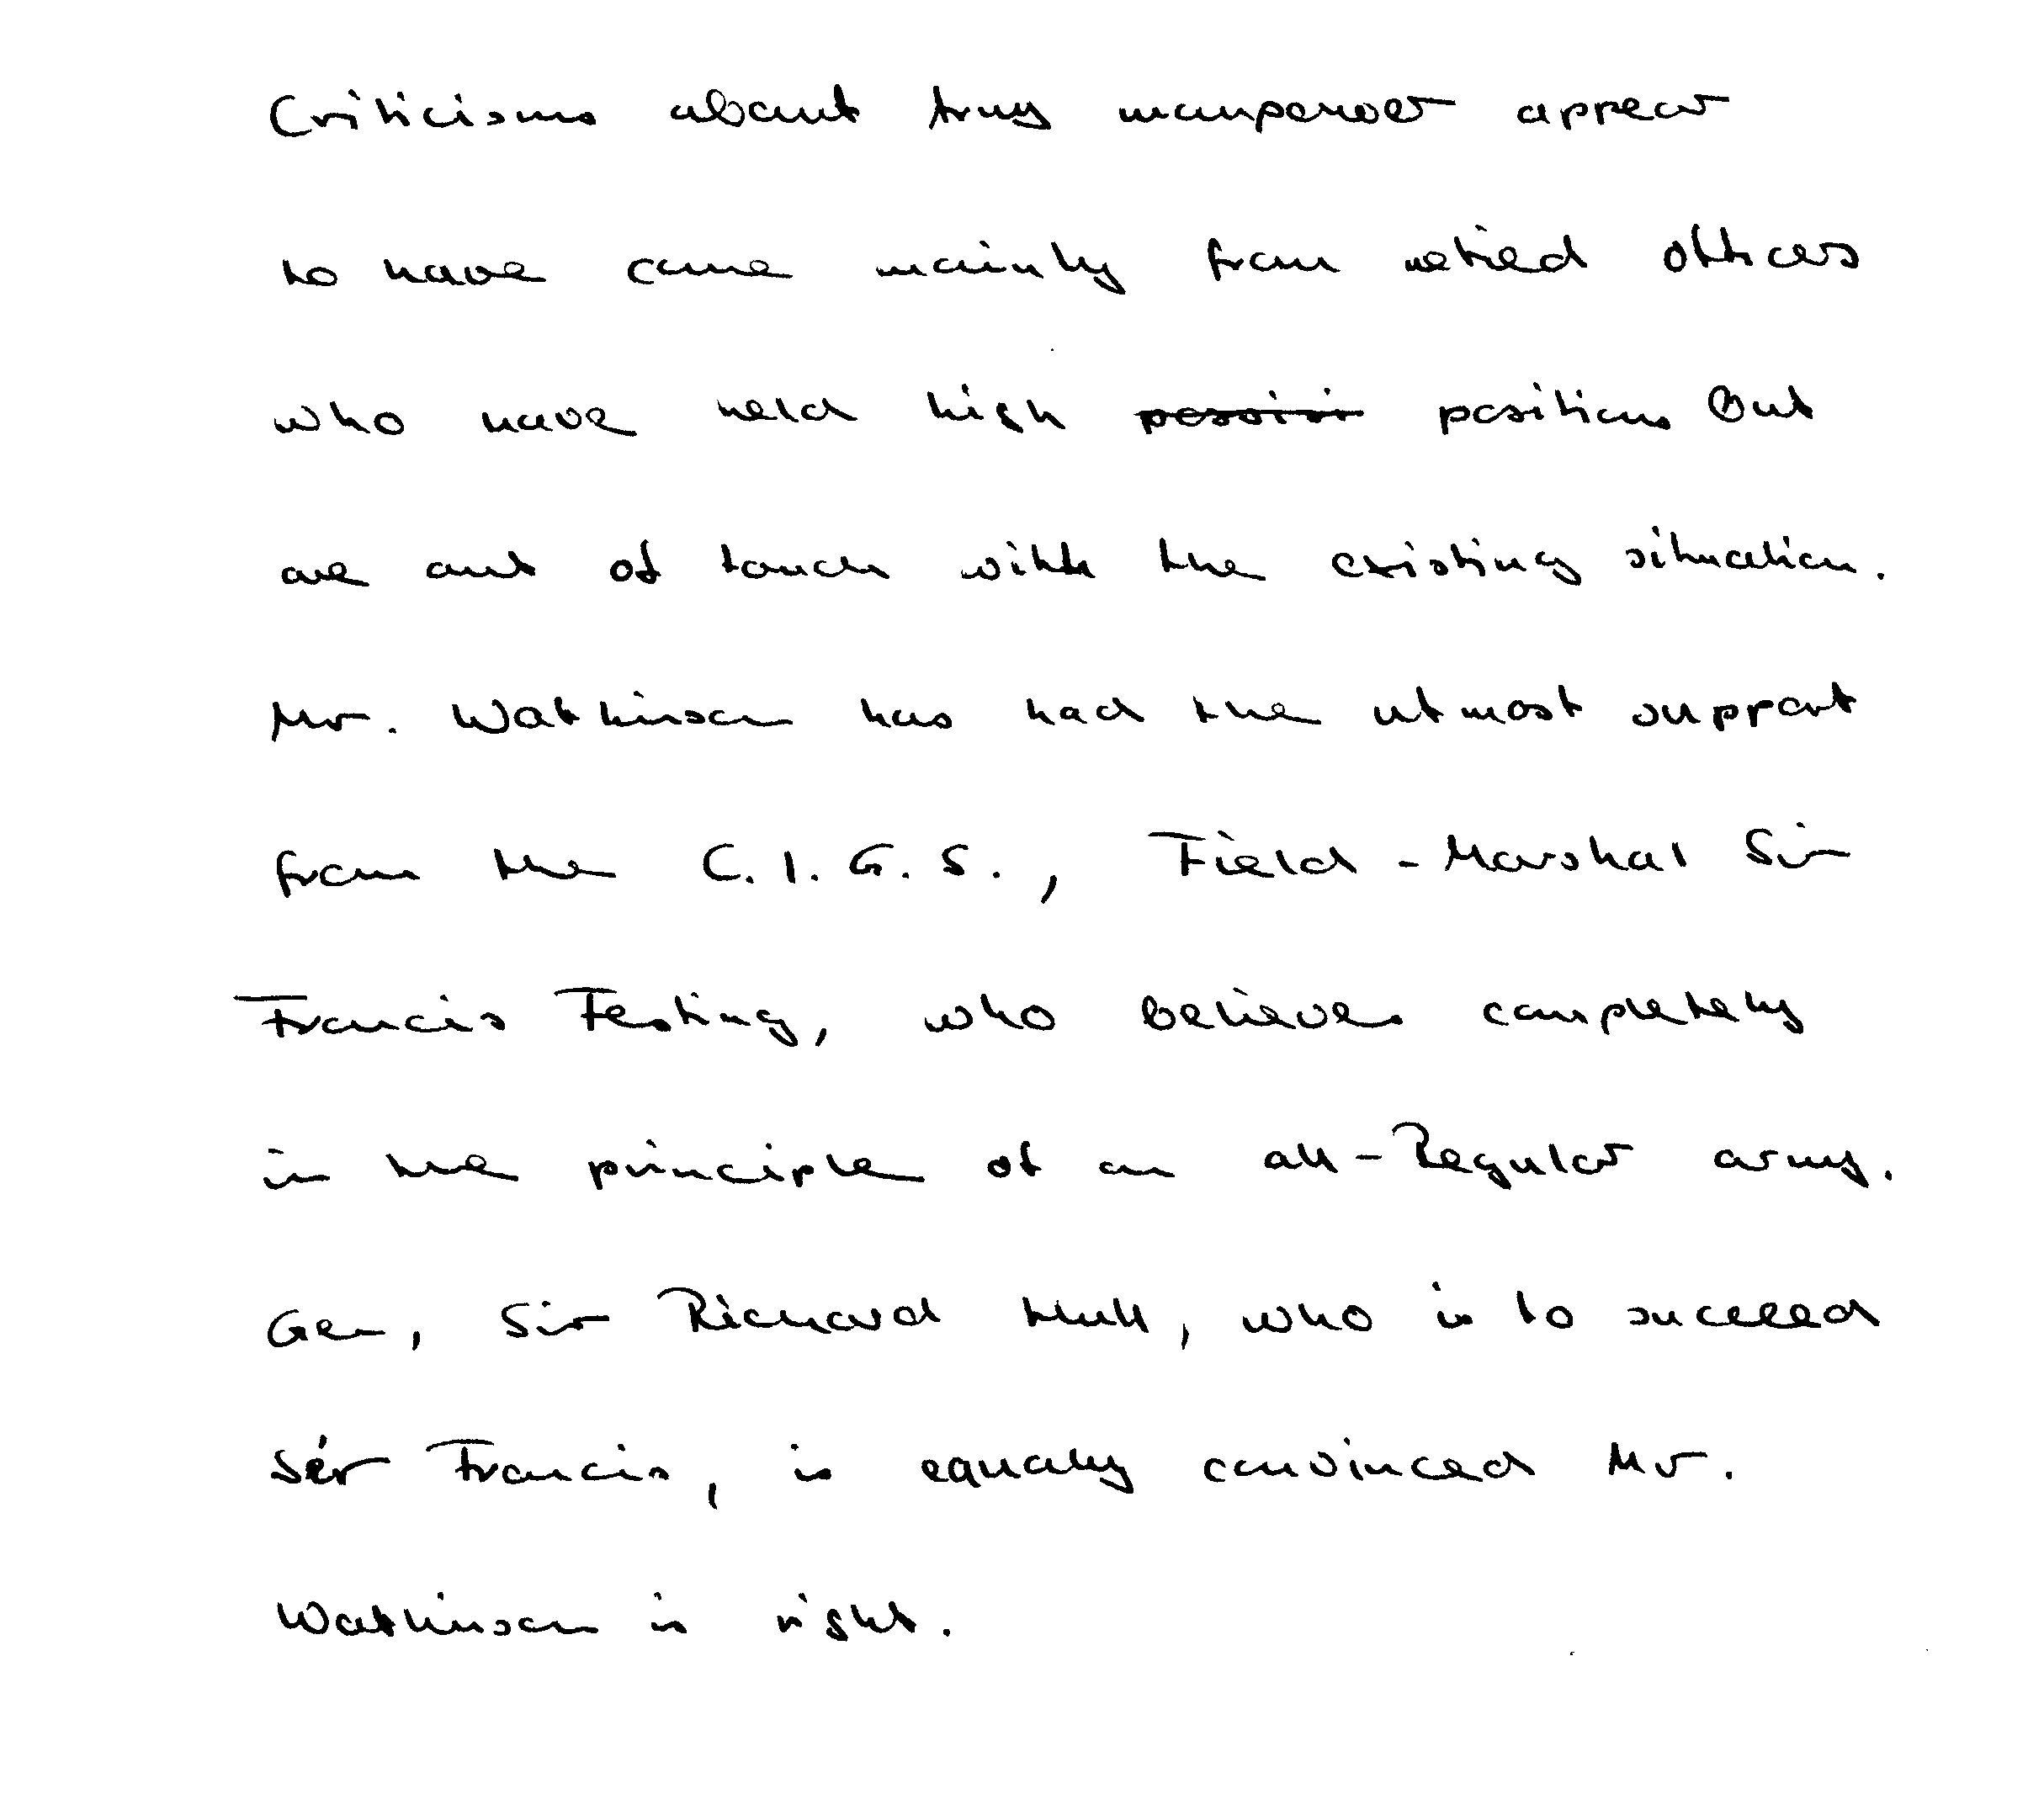 Criticisms about Army manpower appear
to have come mainly from retired officers
who have held high positions but
are out of touch with the existing situation.
Mr. Watkinson has had the utmost support
from the C.I.G.S., Field-Marshal Sir
Francis Festing, who believes completely
in the principle of an all-Regular army.
Gen, Sir Richard Hull, who is to succeed
Sir Francis, is equally convinced Mr.
Watkinson is right.